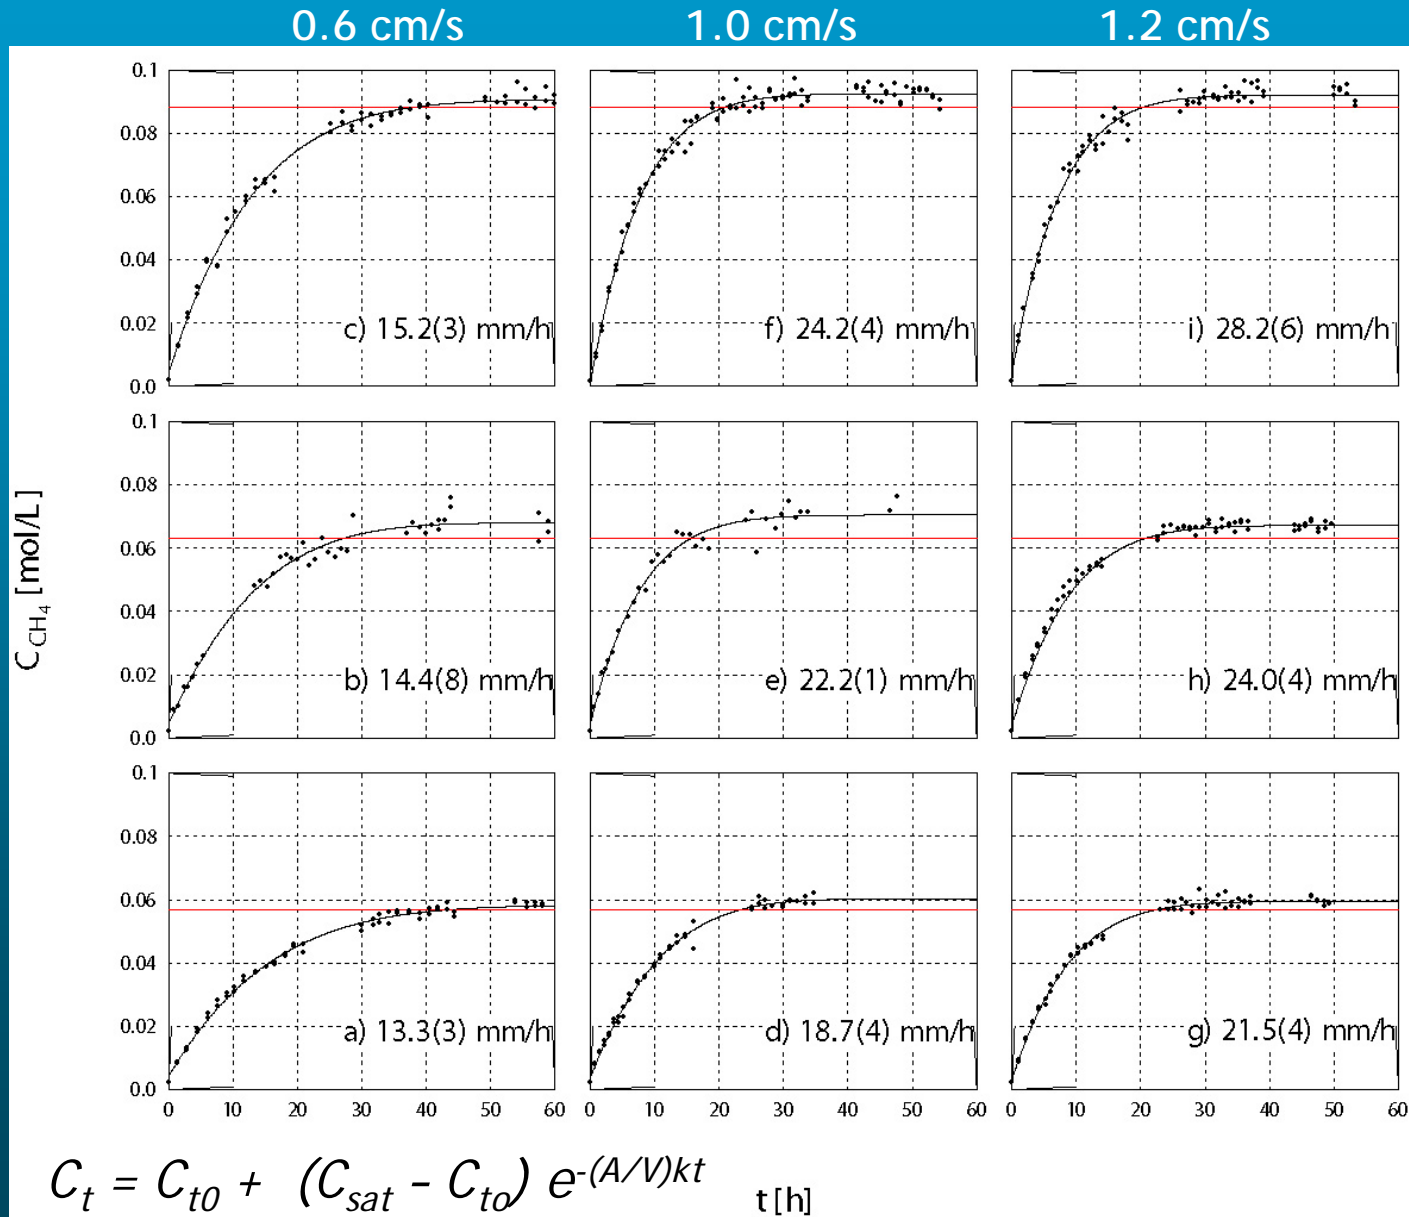 0.6 cm/s 1.0 cm/s 1.2 cm/s
C_CH₄ [mol/L]
0.1
0.08
0.06
0.04
0.02
0.0
c) 15.2(3) mm/h
f) 24.2(4) mm/h
i) 28.2(6) mm/h
0.1
0.08
0.06
0.04
0.02
0.0
b) 14.4(8) mm/h
e) 22.2(1) mm/h
h) 24.0(4) mm/h
0.1
0.08
0.06
0.04
0.02
0.0
a) 13.3(3) mm/h
d) 18.7(4) mm/h
g) 21.5(4) mm/h
0 10 20 30 40 50 60
0 10 20 30 40 50 60
0 10 20 30 40 50 60
C_t = C_t0 + (C_sat - C_to) e^-(A/V)kt
t[h]